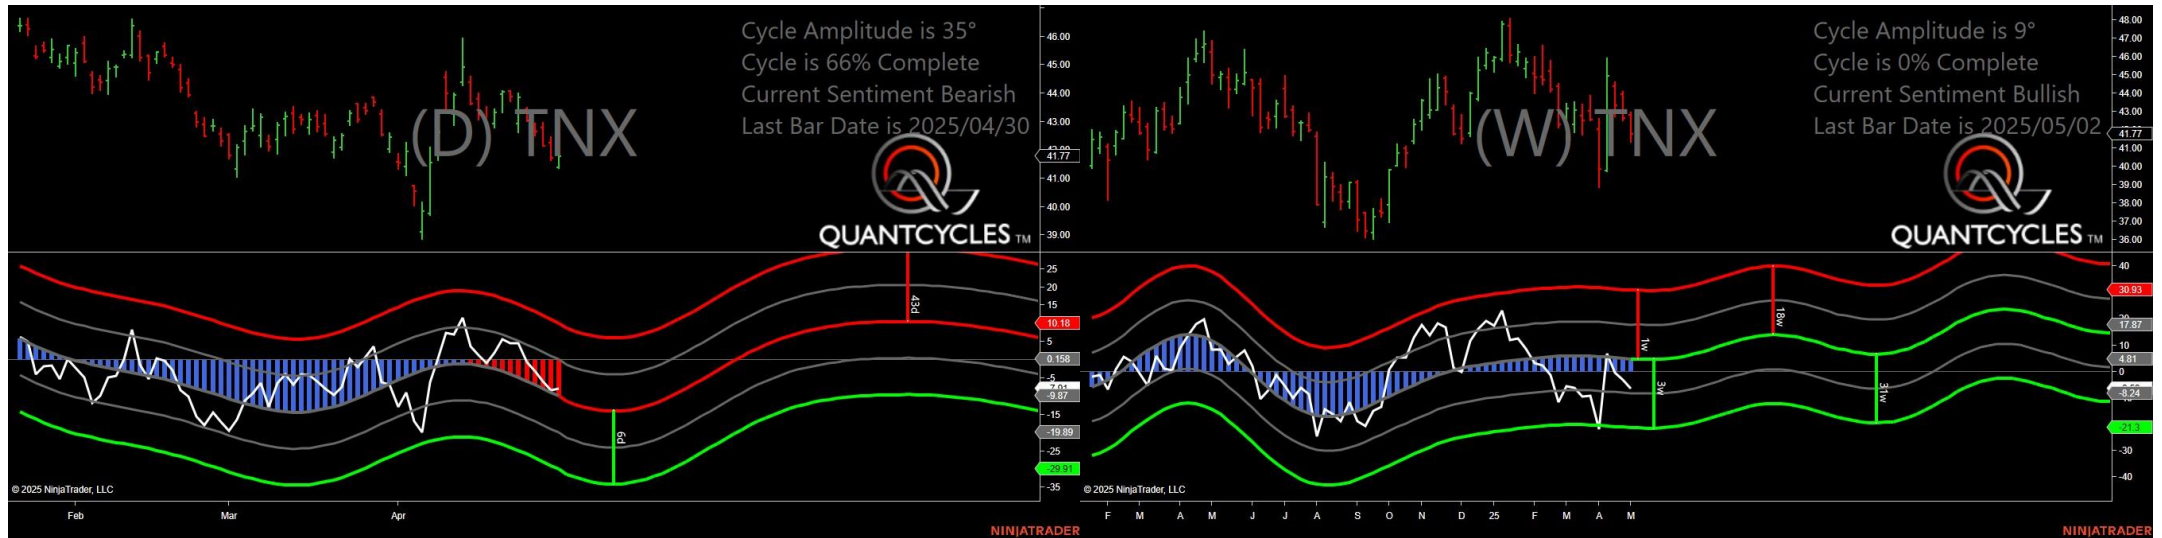 Cycle Amplitude is 35°
Cycle is 66% Complete
Current Sentiment Bearish
Last Bar Date is 2025/04/30
(D) TNX
QUANTCYCLES TM
46.00
45.00
44.00
43.00
41.77
41.00
40.00
39.00
25
20
15
10.18
5
0.158
-5
-9.87
-15
-19.89
-25
-29.91
-35
43d
6d
© 2025 NinjaTrader, LLC
Feb
Mar
Apr
NINJATRADER
Cycle Amplitude is 9°
Cycle is 0% Complete
Current Sentiment Bullish
Last Bar Date is 2025/05/02
(W) TNX
QUANTCYCLES TM
48.00
47.00
46.00
45.00
44.00
43.00
41.77
41.00
40.00
39.00
38.00
37.00
36.00
40
30.93
17.87
10
4.81
0
-8.24
-21.3
-30
-40
1w
3w
18w
31w
© 2025 NinjaTrader, LLC
F M A M J J A S O N D 25 F M A M
NINJATRADER